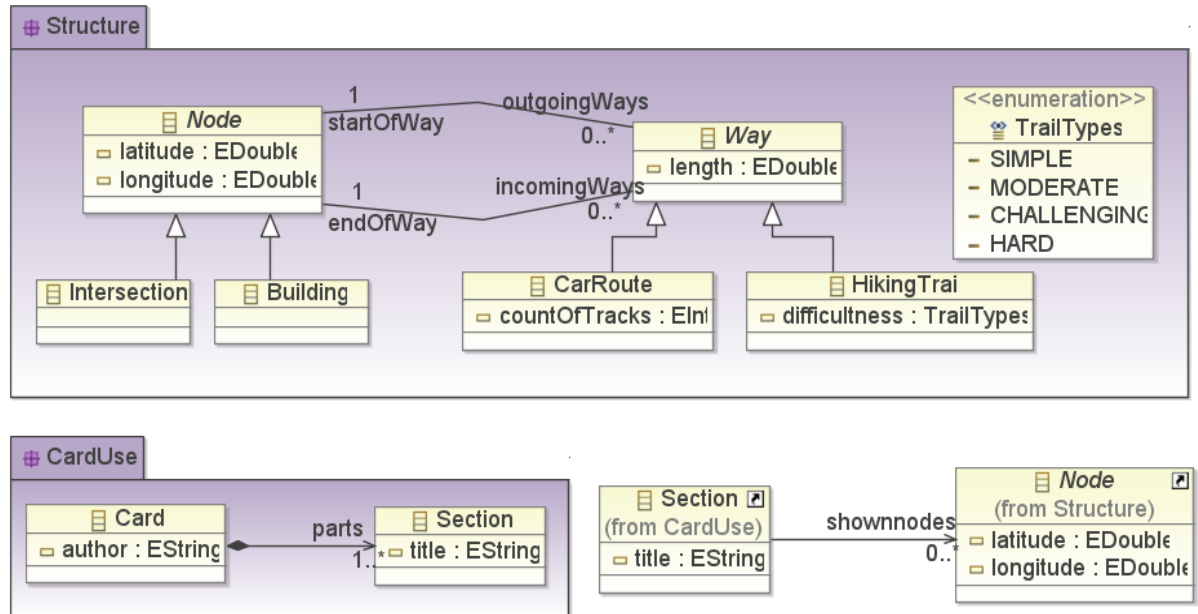 Structure
1
startOfWay
outgoingWays
0..*
Node
latitude : EDouble
longitude : EDouble
Way
length : EDouble
<<enumeration>>
TrailTypes
SIMPLE
MODERATE
CHALLENGING
HARD
1
endOfWay
incomingWays
0..*
Intersection
Building
CarRoute
countOfTracks : EInt
HikingTrai
difficultness : TrailTypes
CardUse
Card
author : EString
parts
1..*
Section
title : EString
Section
(from CardUse)
title : EString
shownnodes
0..*
Node
(from Structure)
latitude : EDouble
longitude : EDouble